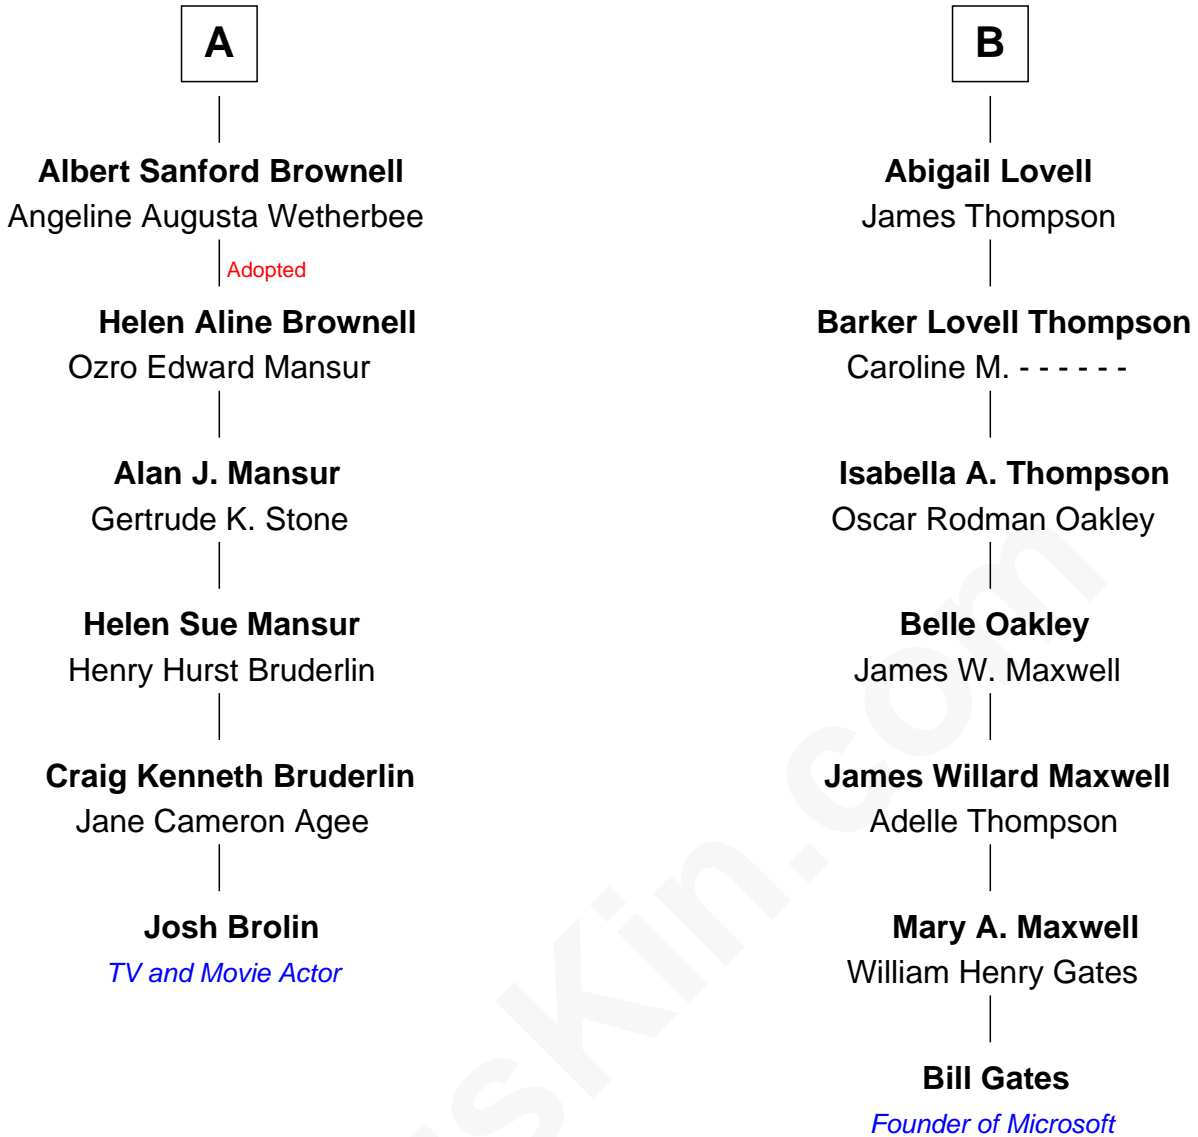 A
Albert Sanford Brownell
Angeline Augusta Wetherbee
Adopted
Helen Aline Brownell
Ozro Edward Mansur
Alan J. Mansur
Gertrude K. Stone
Helen Sue Mansur
Henry Hurst Bruderlin
Craig Kenneth Bruderlin
Jane Cameron Agee
Josh Brolin
TV and Movie Actor
B
Abigail Lovell
James Thompson
Barker Lovell Thompson
Caroline M. - - - - - -
Isabella A. Thompson
Oscar Rodman Oakley
Belle Oakley
James W. Maxwell
James Willard Maxwell
Adelle Thompson
Mary A. Maxwell
William Henry Gates
Bill Gates
Founder of Microsoft
sKin.com